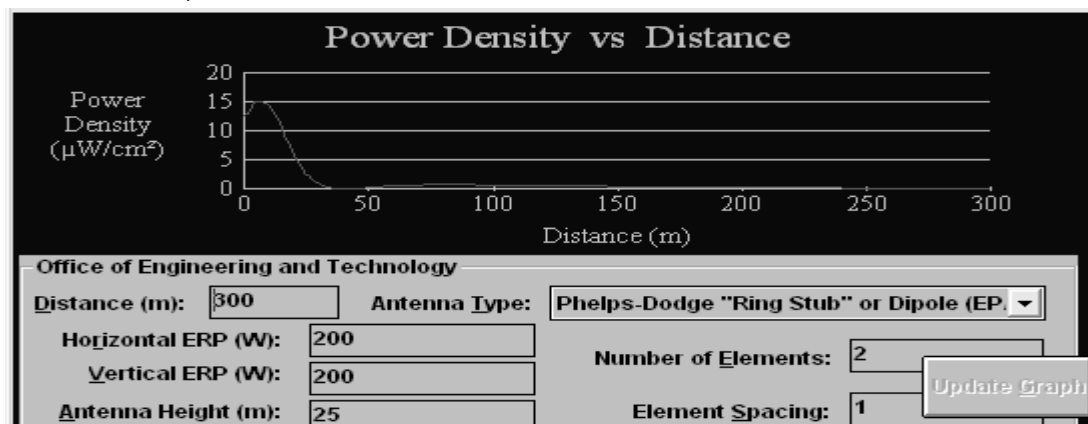 Power Density vs Distance
Power
Density
(µW/cm²)
20
15
10
5
0
0 50 100 150 200 250 300
Distance (m)
Office of Engineering and Technology
Distance (m): 300 Antenna Type: Phelps-Dodge "Ring Stub" or Dipole (EP.
Horizontal ERP (W): 200 Number of Elements: 2
Vertical ERP (W): 200 Update Graph
Antenna Height (m): 25 Element Spacing: 1